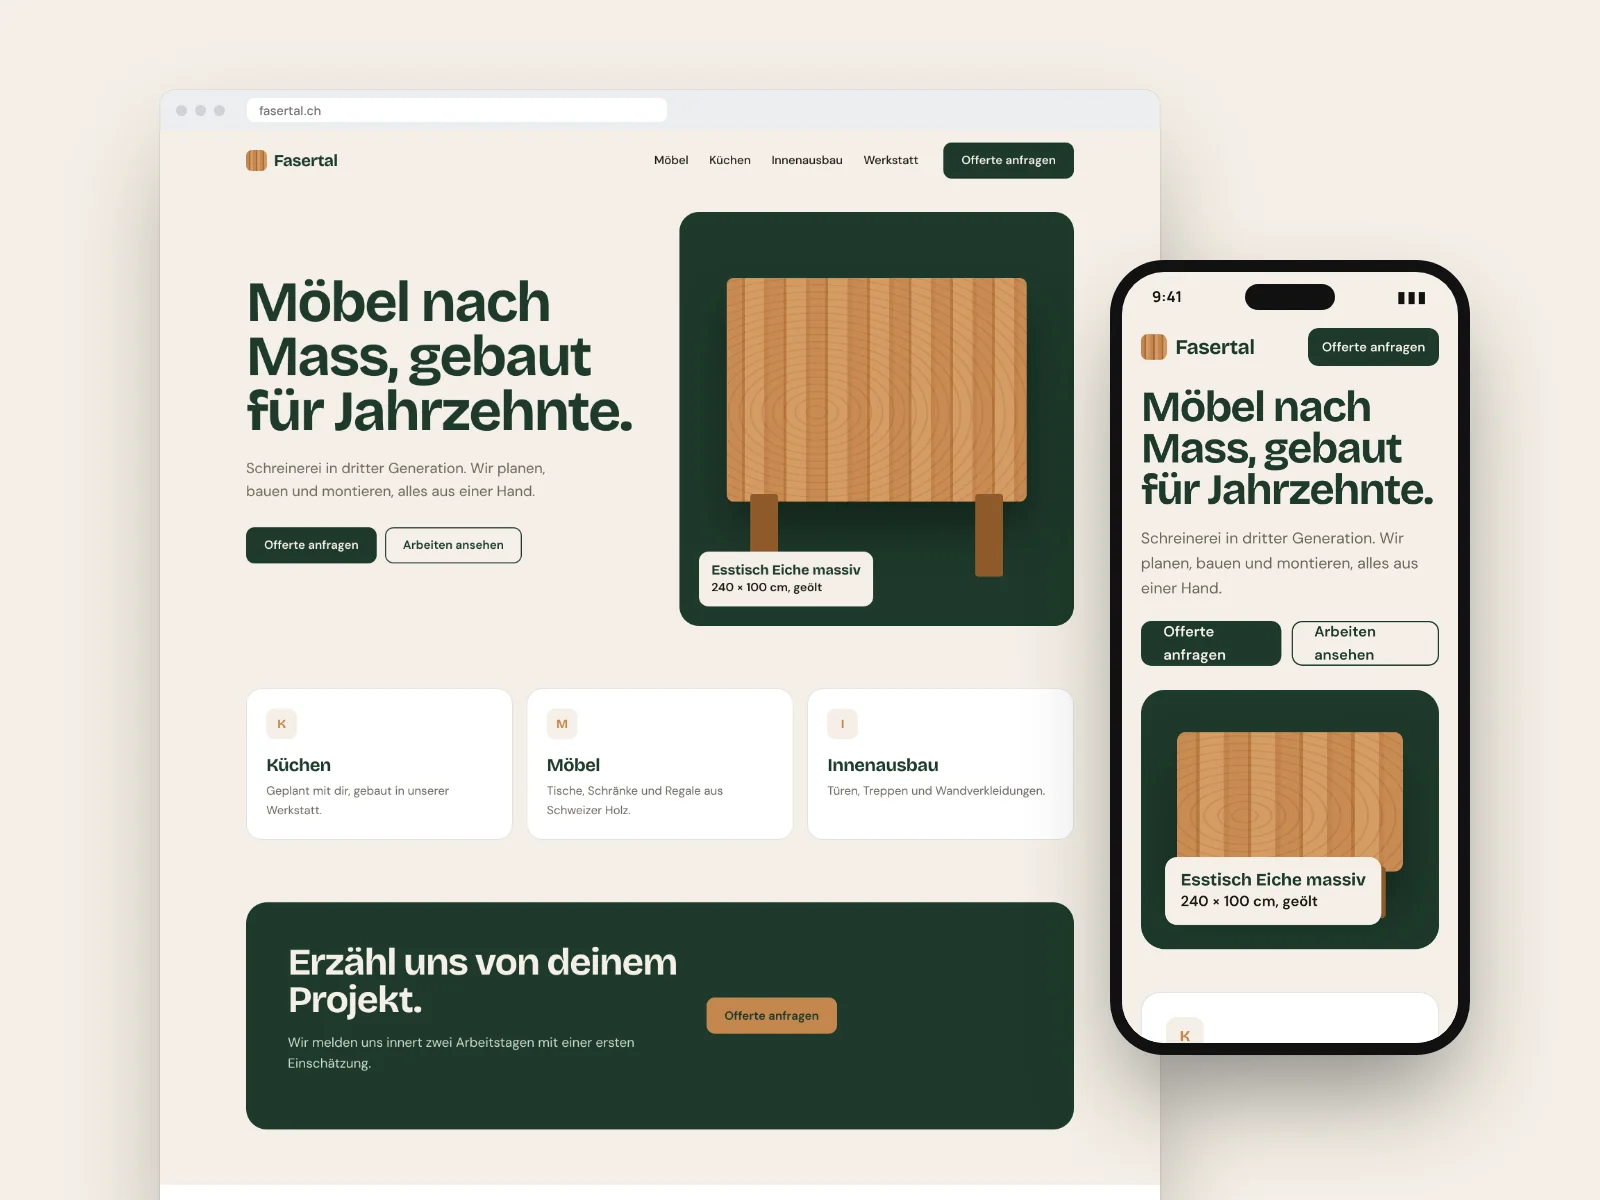 fasertal.ch
Fasertal
Möbel Küchen Innenausbau Werkstatt Offerte anfragen
Möbel nach
Mass, gebaut
für Jahrzehnte.
Schreinerei in dritter Generation. Wir planen,
bauen und montieren, alles aus einer Hand.
Offerte anfragen Arbeiten ansehen
Esstisch Eiche massiv
240 × 100 cm, geölt
K
Küchen
Geplant mit dir, gebaut in unserer
Werkstatt.
M
Möbel
Tische, Schränke und Regale aus
Schweizer Holz.
I
Innenausbau
Türen, Treppen und Wandverkleidungen.
Erzähl uns von deinem
Projekt.
Wir melden uns innert zwei Arbeitstagen mit einer ersten
Einschätzung.
Offerte anfragen
9:41
Fasertal
Offerte anfragen
Möbel nach
Mass, gebaut
für Jahrzehnte.
Schreinerei in dritter Generation. Wir
planen, bauen und montieren, alles aus
einer Hand.
Offerte
anfragen
Arbeiten
ansehen
Esstisch Eiche massiv
240 × 100 cm, geölt
K